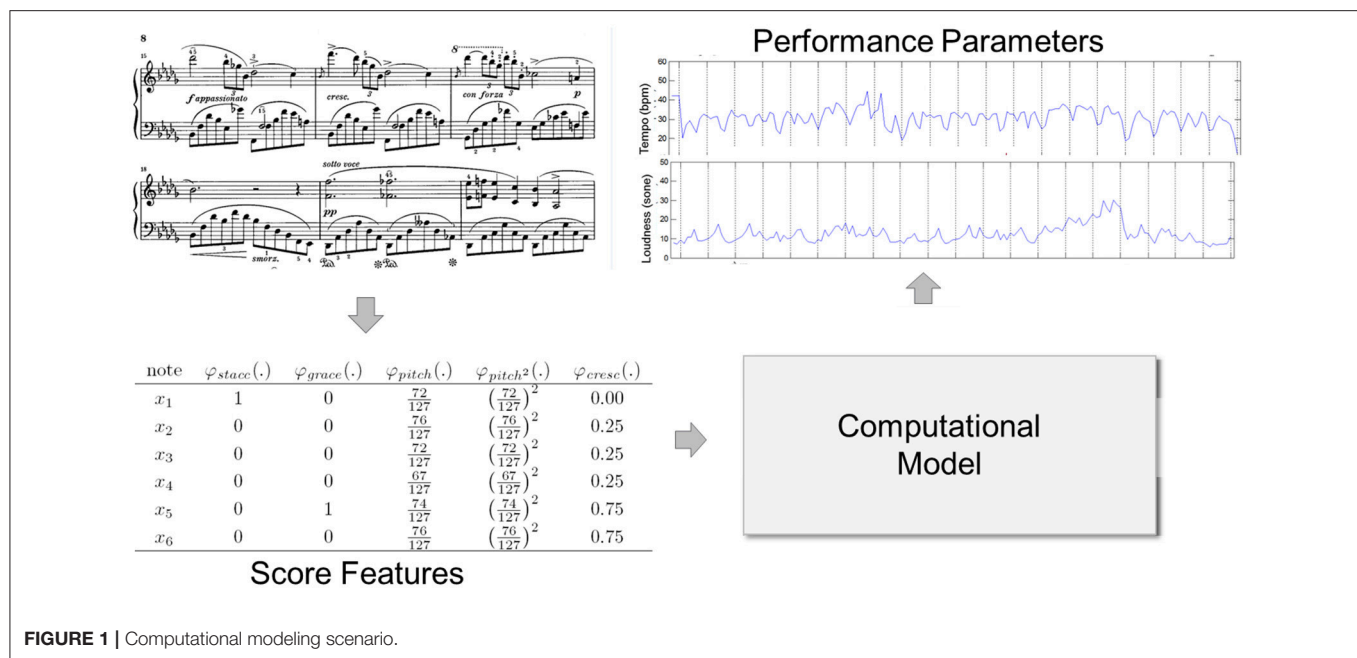 8
15
f appassionato
cresc.
con forza
p
18
sotto voce
pp
smorz.
Performance Parameters
Tempo (bpm)
60
50
40
30
20
Loudness (sone)
50
40
30
20
10
0
note φstacc(.) φgrace(.) φpitch(.) φpitch²(.) φcresc(.)
x₁ 1 0 72/127 (72/127)² 0.00
x₂ 0 0 76/127 (76/127)² 0.25
x₃ 0 0 72/127 (72/127)² 0.25
x₄ 0 0 67/127 (67/127)² 0.25
x₅ 0 1 74/127 (74/127)² 0.75
x₆ 0 0 76/127 (76/127)² 0.75
Score Features
Computational
Model
FIGURE 1 | Computational modeling scenario.